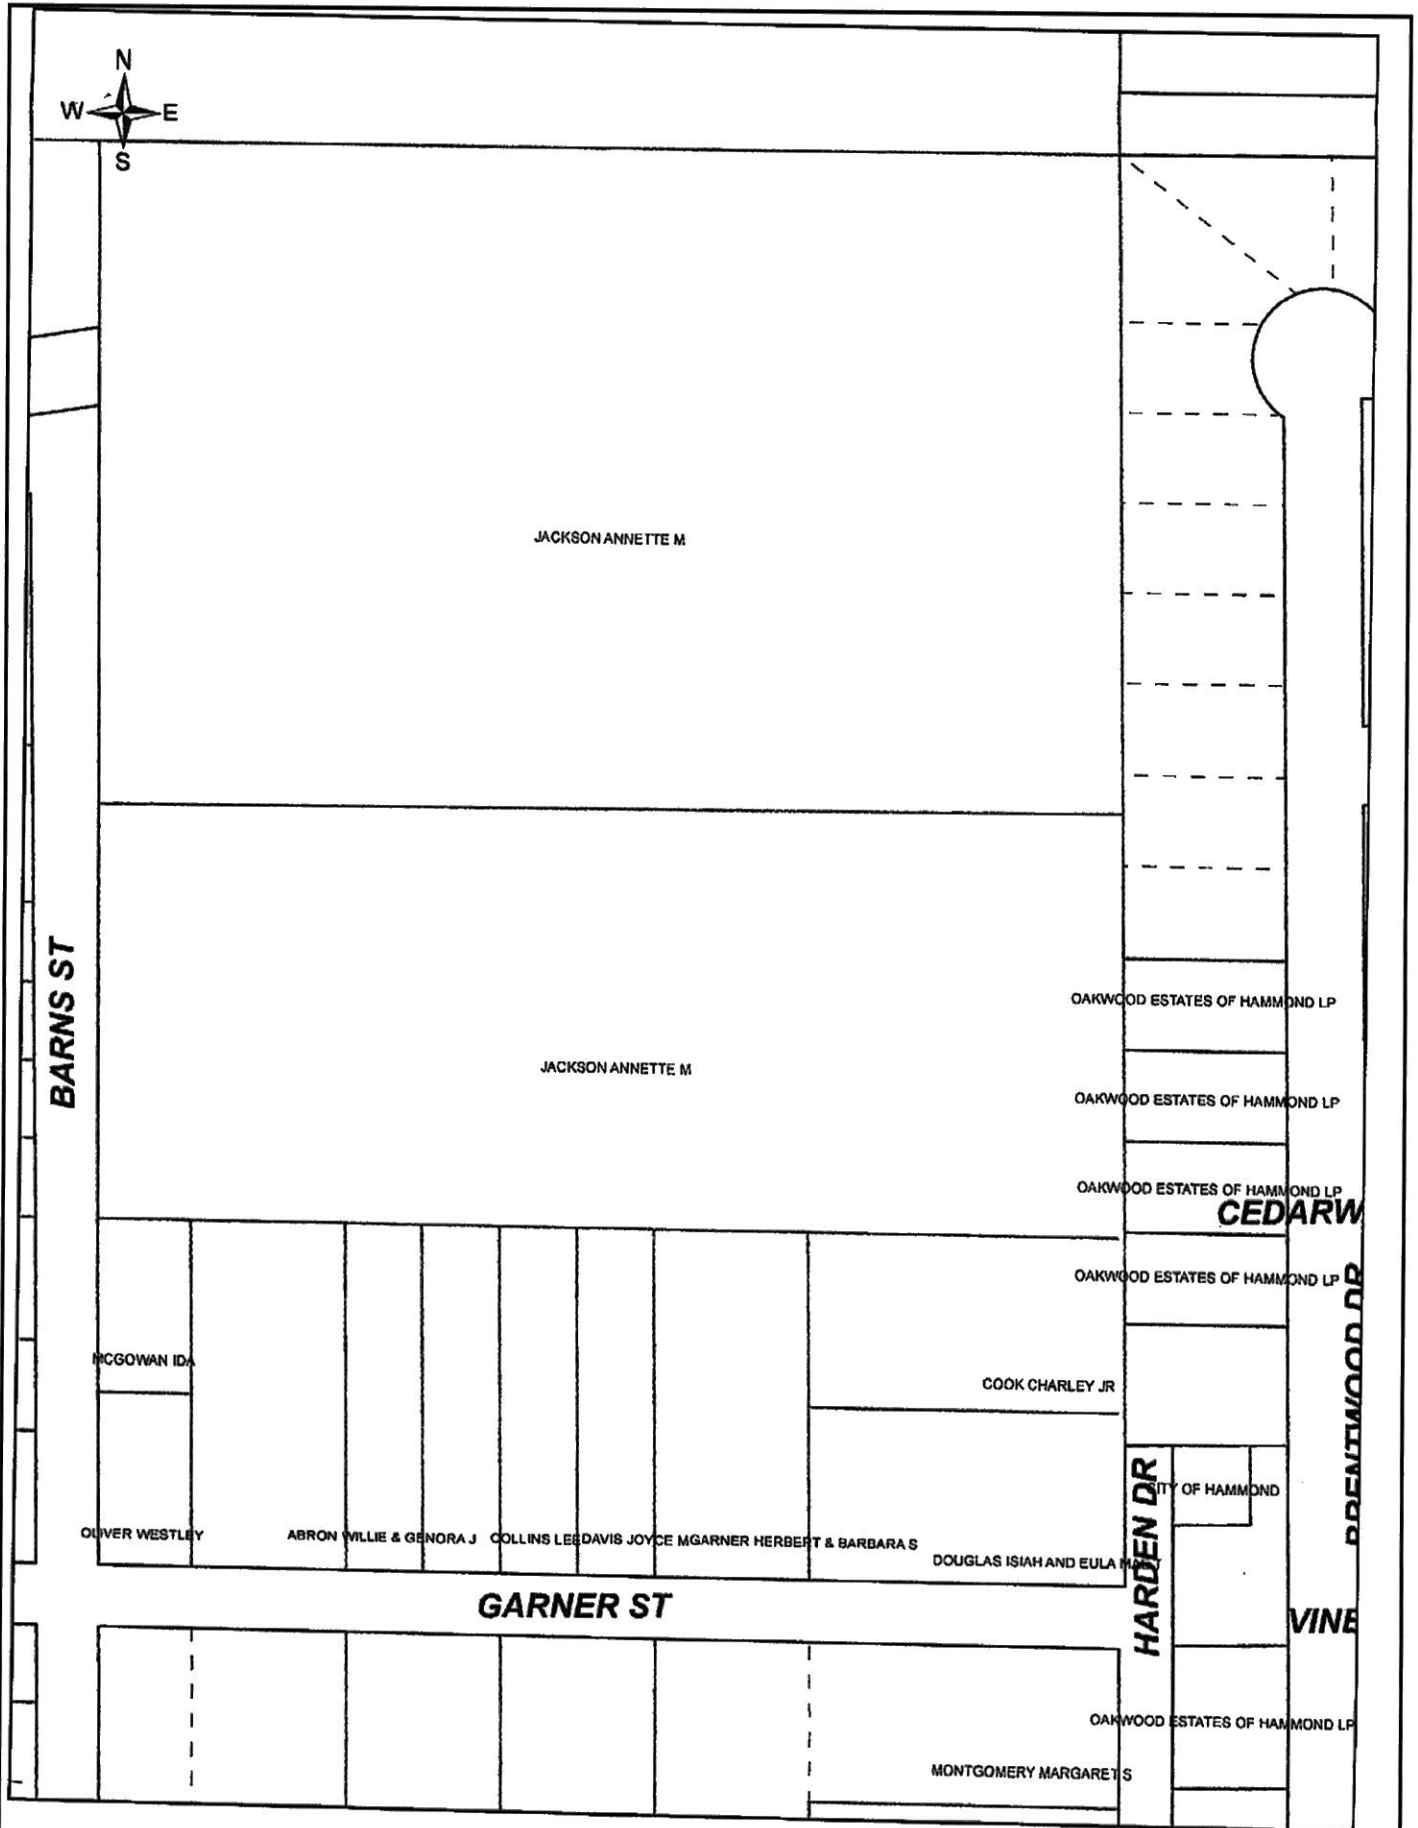 N
W E
S
JACKSON ANNETTE M
BARNS ST
OAKWOOD ESTATES OF HAMMOND LP
JACKSON ANNETTE M
OAKWOOD ESTATES OF HAMMOND LP
OAKWOOD ESTATES OF HAMMOND LP
CEDARW
OAKWOOD ESTATES OF HAMMOND LP
BRENTWOOD DR
MCGOWAN IDA
COOK CHARLEY JR
HARDEN DR
CITY OF HAMMOND
OLIVER WESTLEY
ABRON WILLIE & GENORA J
COLLINS LEE
DAVIS JOYCE M
GARNER HERBERT & BARBARA S
DOUGLAS ISIAH AND EULA
GARNER ST
VINE
OAKWOOD ESTATES OF HAMMOND LP
MONTGOMERY MARGARET S